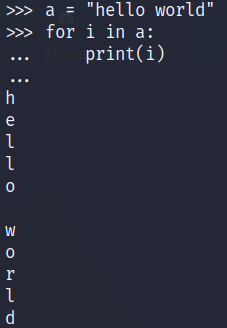 >>> a = "hello world"
>>> for i in a:
...     print(i)
...
h
e
l
l
o

w
o
r
l
d